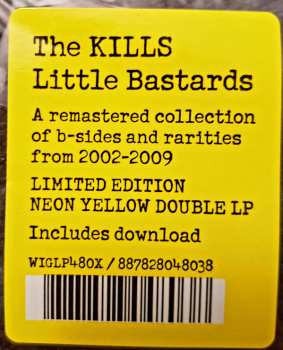 The KILLS
Little Bastards
A remastered collection
of b-sides and rarities
from 2002-2009
LIMITED EDITION
NEON YELLOW DOUBLE LP
Includes download
WIGLP480X / 887828048038